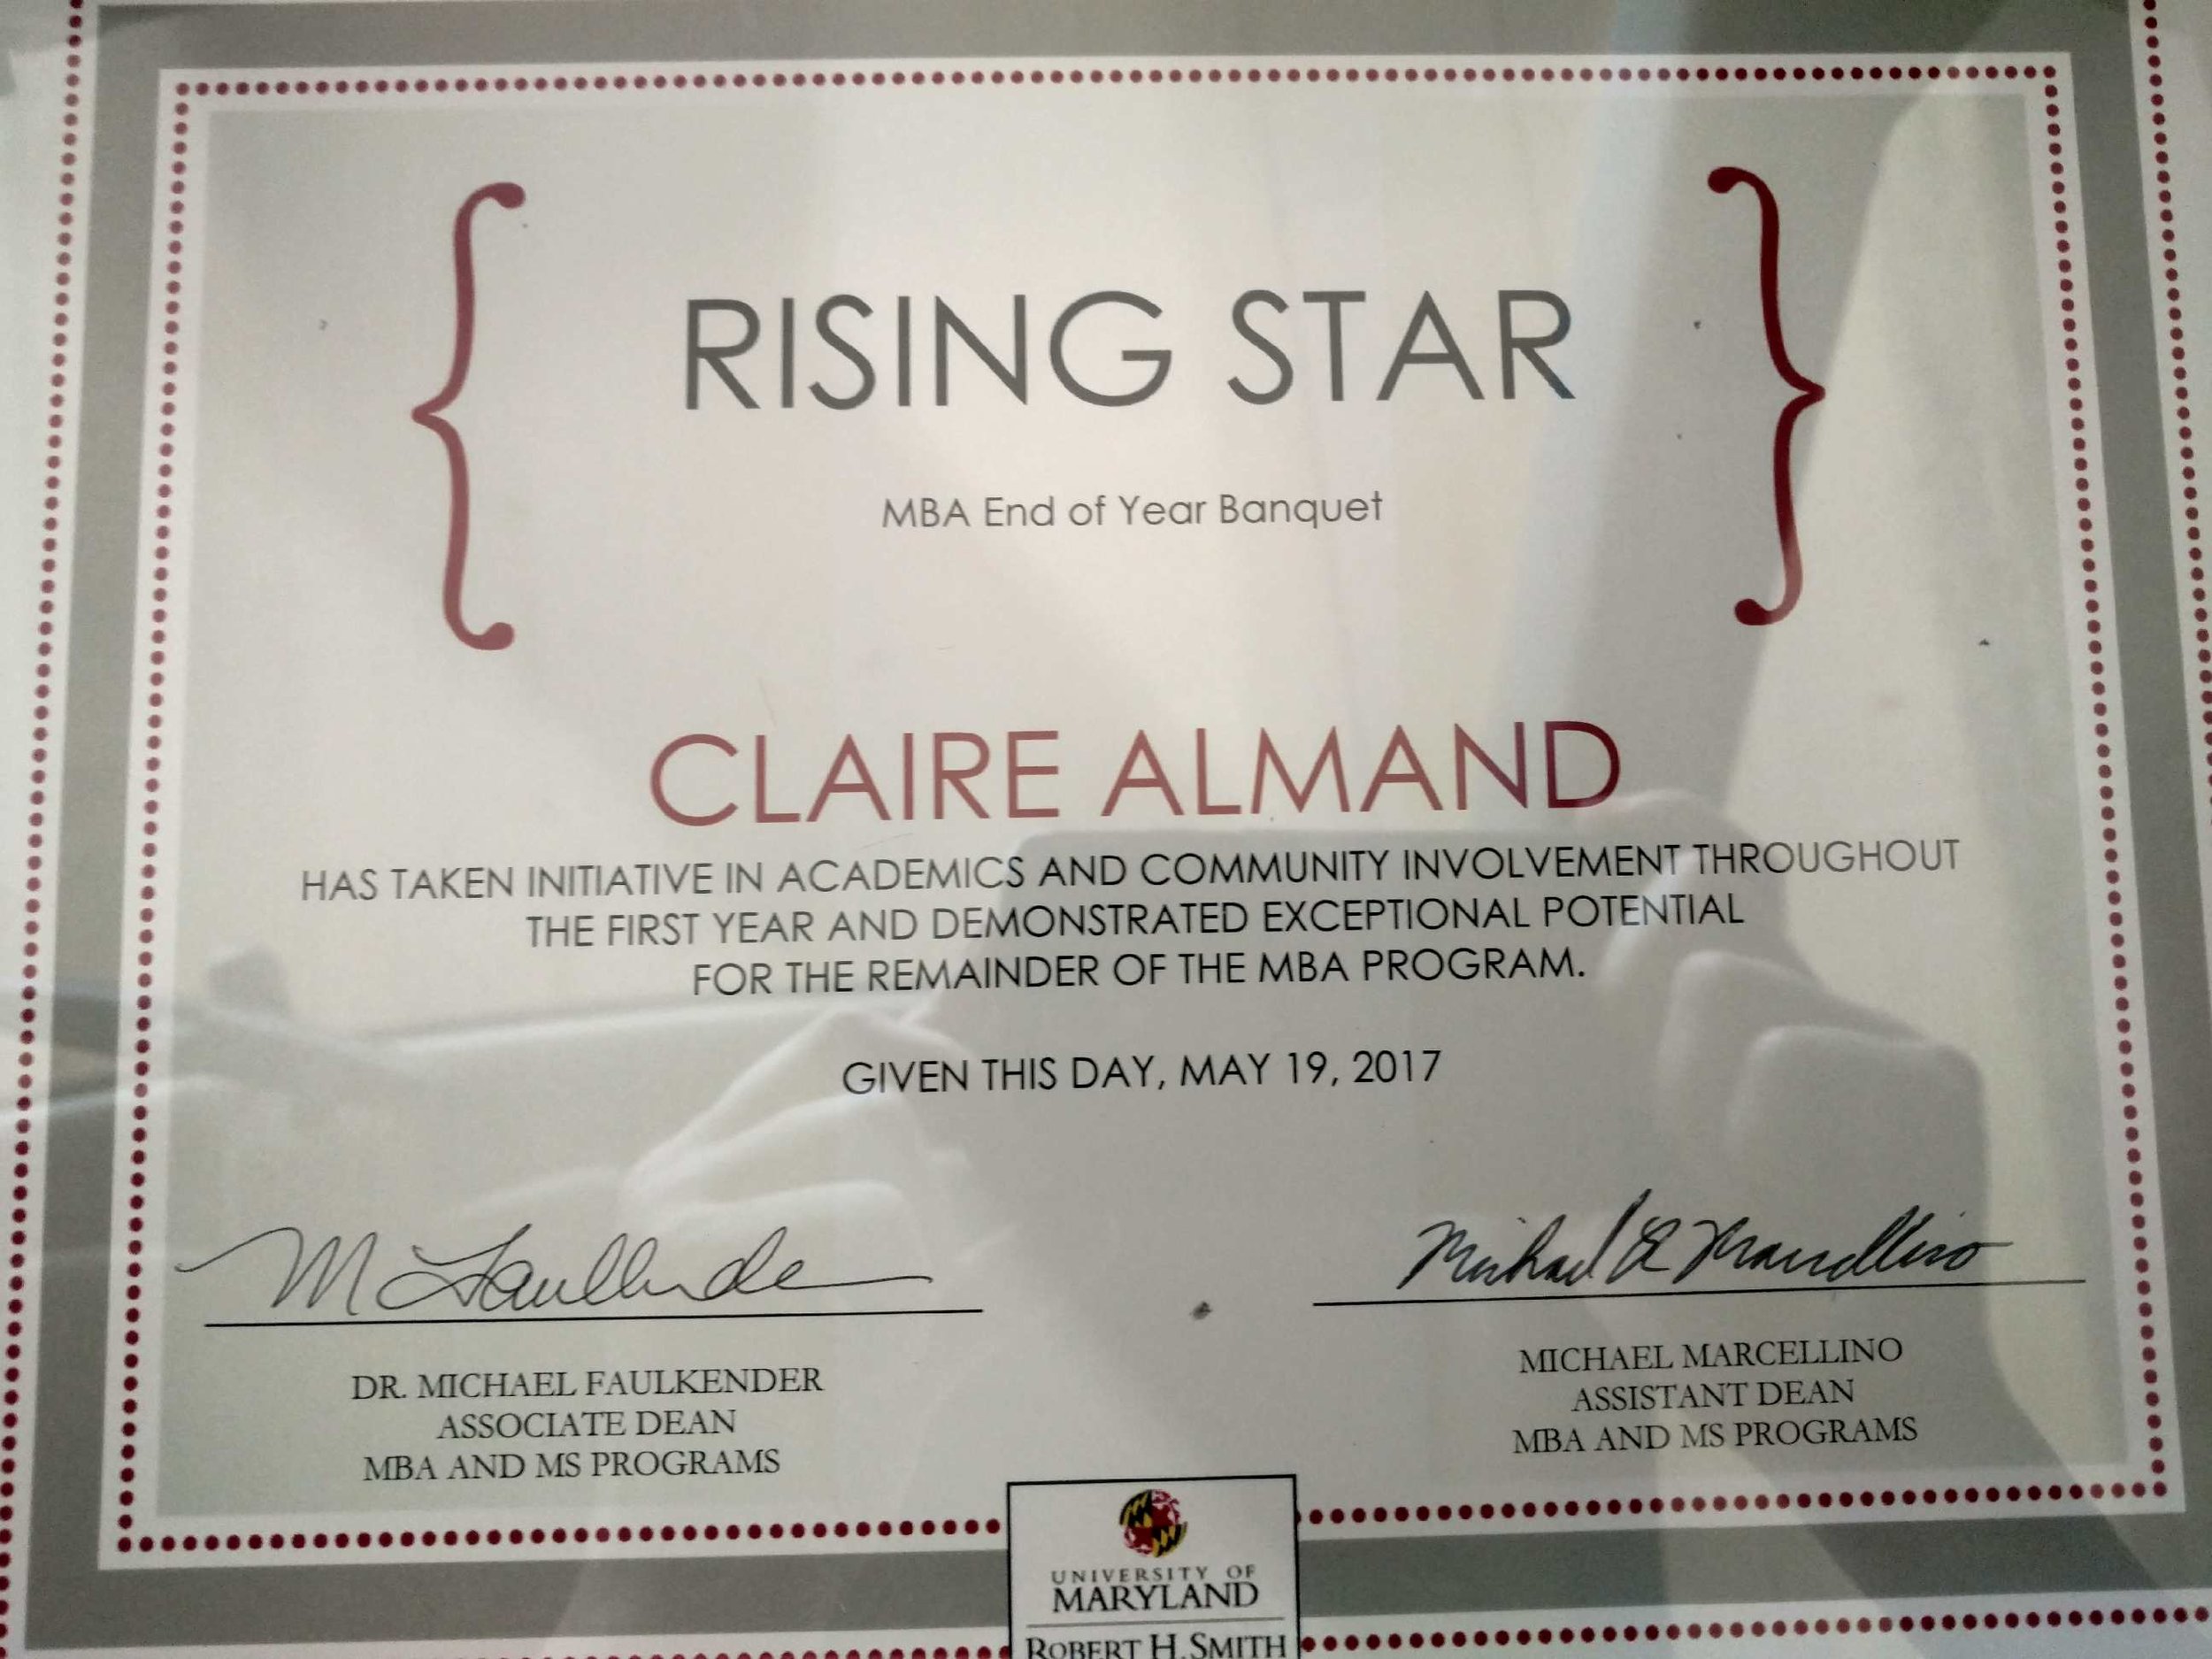 RISING STAR
MBA End of Year Banquet
CLAIRE ALMAND
HAS TAKEN INITIATIVE IN ACADEMICS AND COMMUNITY INVOLVEMENT THROUGHOUT
THE FIRST YEAR AND DEMONSTRATED EXCEPTIONAL POTENTIAL
FOR THE REMAINDER OF THE MBA PROGRAM.
GIVEN THIS DAY, MAY 19, 2017
M Faulkender
DR. MICHAEL FAULKENDER
ASSOCIATE DEAN
MBA AND MS PROGRAMS
Michael R Marcellino
MICHAEL MARCELLINO
ASSISTANT DEAN
MBA AND MS PROGRAMS
UNIVERSITY OF
MARYLAND
ROBERT H. SMITH